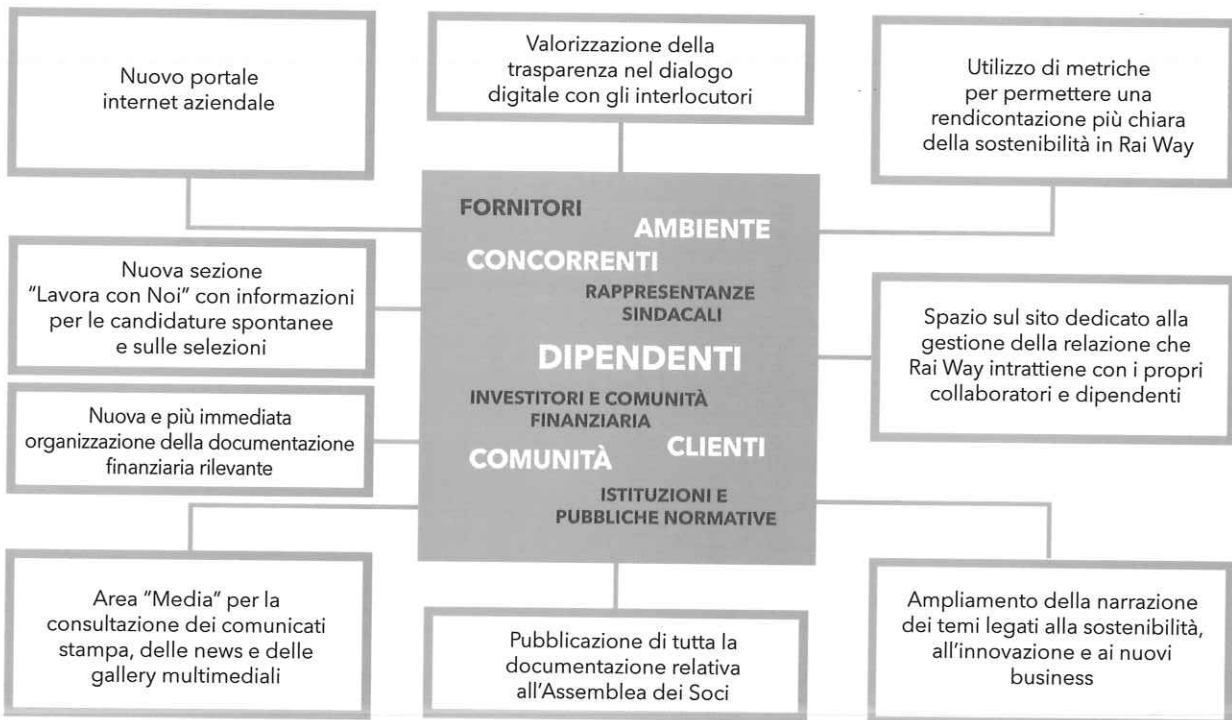 Nuovo portale
internet aziendale
Valorizzazione della
trasparenza nel dialogo
digitale con gli interlocutori
Utilizzo di metriche
per permettere una
rendicontazione più chiara
della sostenibilità in Rai Way
Nuova sezione
“Lavora con Noi” con informazioni
per le candidature spontanee
e sulle selezioni
Nuova e più immediata
organizzazione della documentazione
finanziaria rilevante
FORNITORI
AMBIENTE
CONCORRENTI
RAPPRESENTANZE
SINDACALI
DIPENDENTI
INVESTITORI E COMUNITÀ
FINANZIARIA
CLIENTI
COMUNITÀ
ISTITUZIONI E
PUBBLICHE NORMATIVE
Spazio sul sito dedicato alla
gestione della relazione che
Rai Way intrattiene con i propri
collaboratori e dipendenti
Area “Media” per la
consultazione dei comunicati
stampa, delle news e delle
gallery multimediali
Pubblicazione di tutta la
documentazione relativa
all’Assemblea dei Soci
Ampliamento della narrazione
dei temi legati alla sostenibilità,
all’innovazione e ai nuovi
business